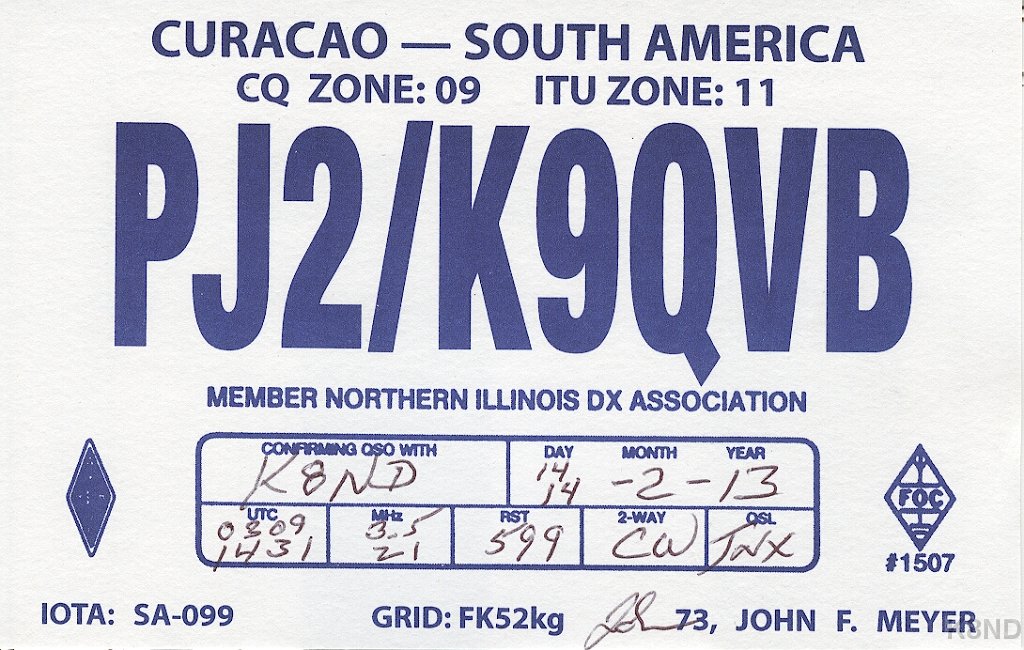 CURACAO — SOUTH AMERICA
CQ ZONE: 09 ITU ZONE: 11
PJ2/K9QVB
MEMBER NORTHERN ILLINOIS DX ASSOCIATION
CONFIRMING QSO WITH DAY MONTH YEAR
K8ND 14 -2-13
14
UTC MHz RST 2-WAY QSL
0309 3.5 599 CW TNX
1431 21
FOC
#1507
IOTA: SA-099 GRID: FK52kg John 73, JOHN F. MEYER
K8ND